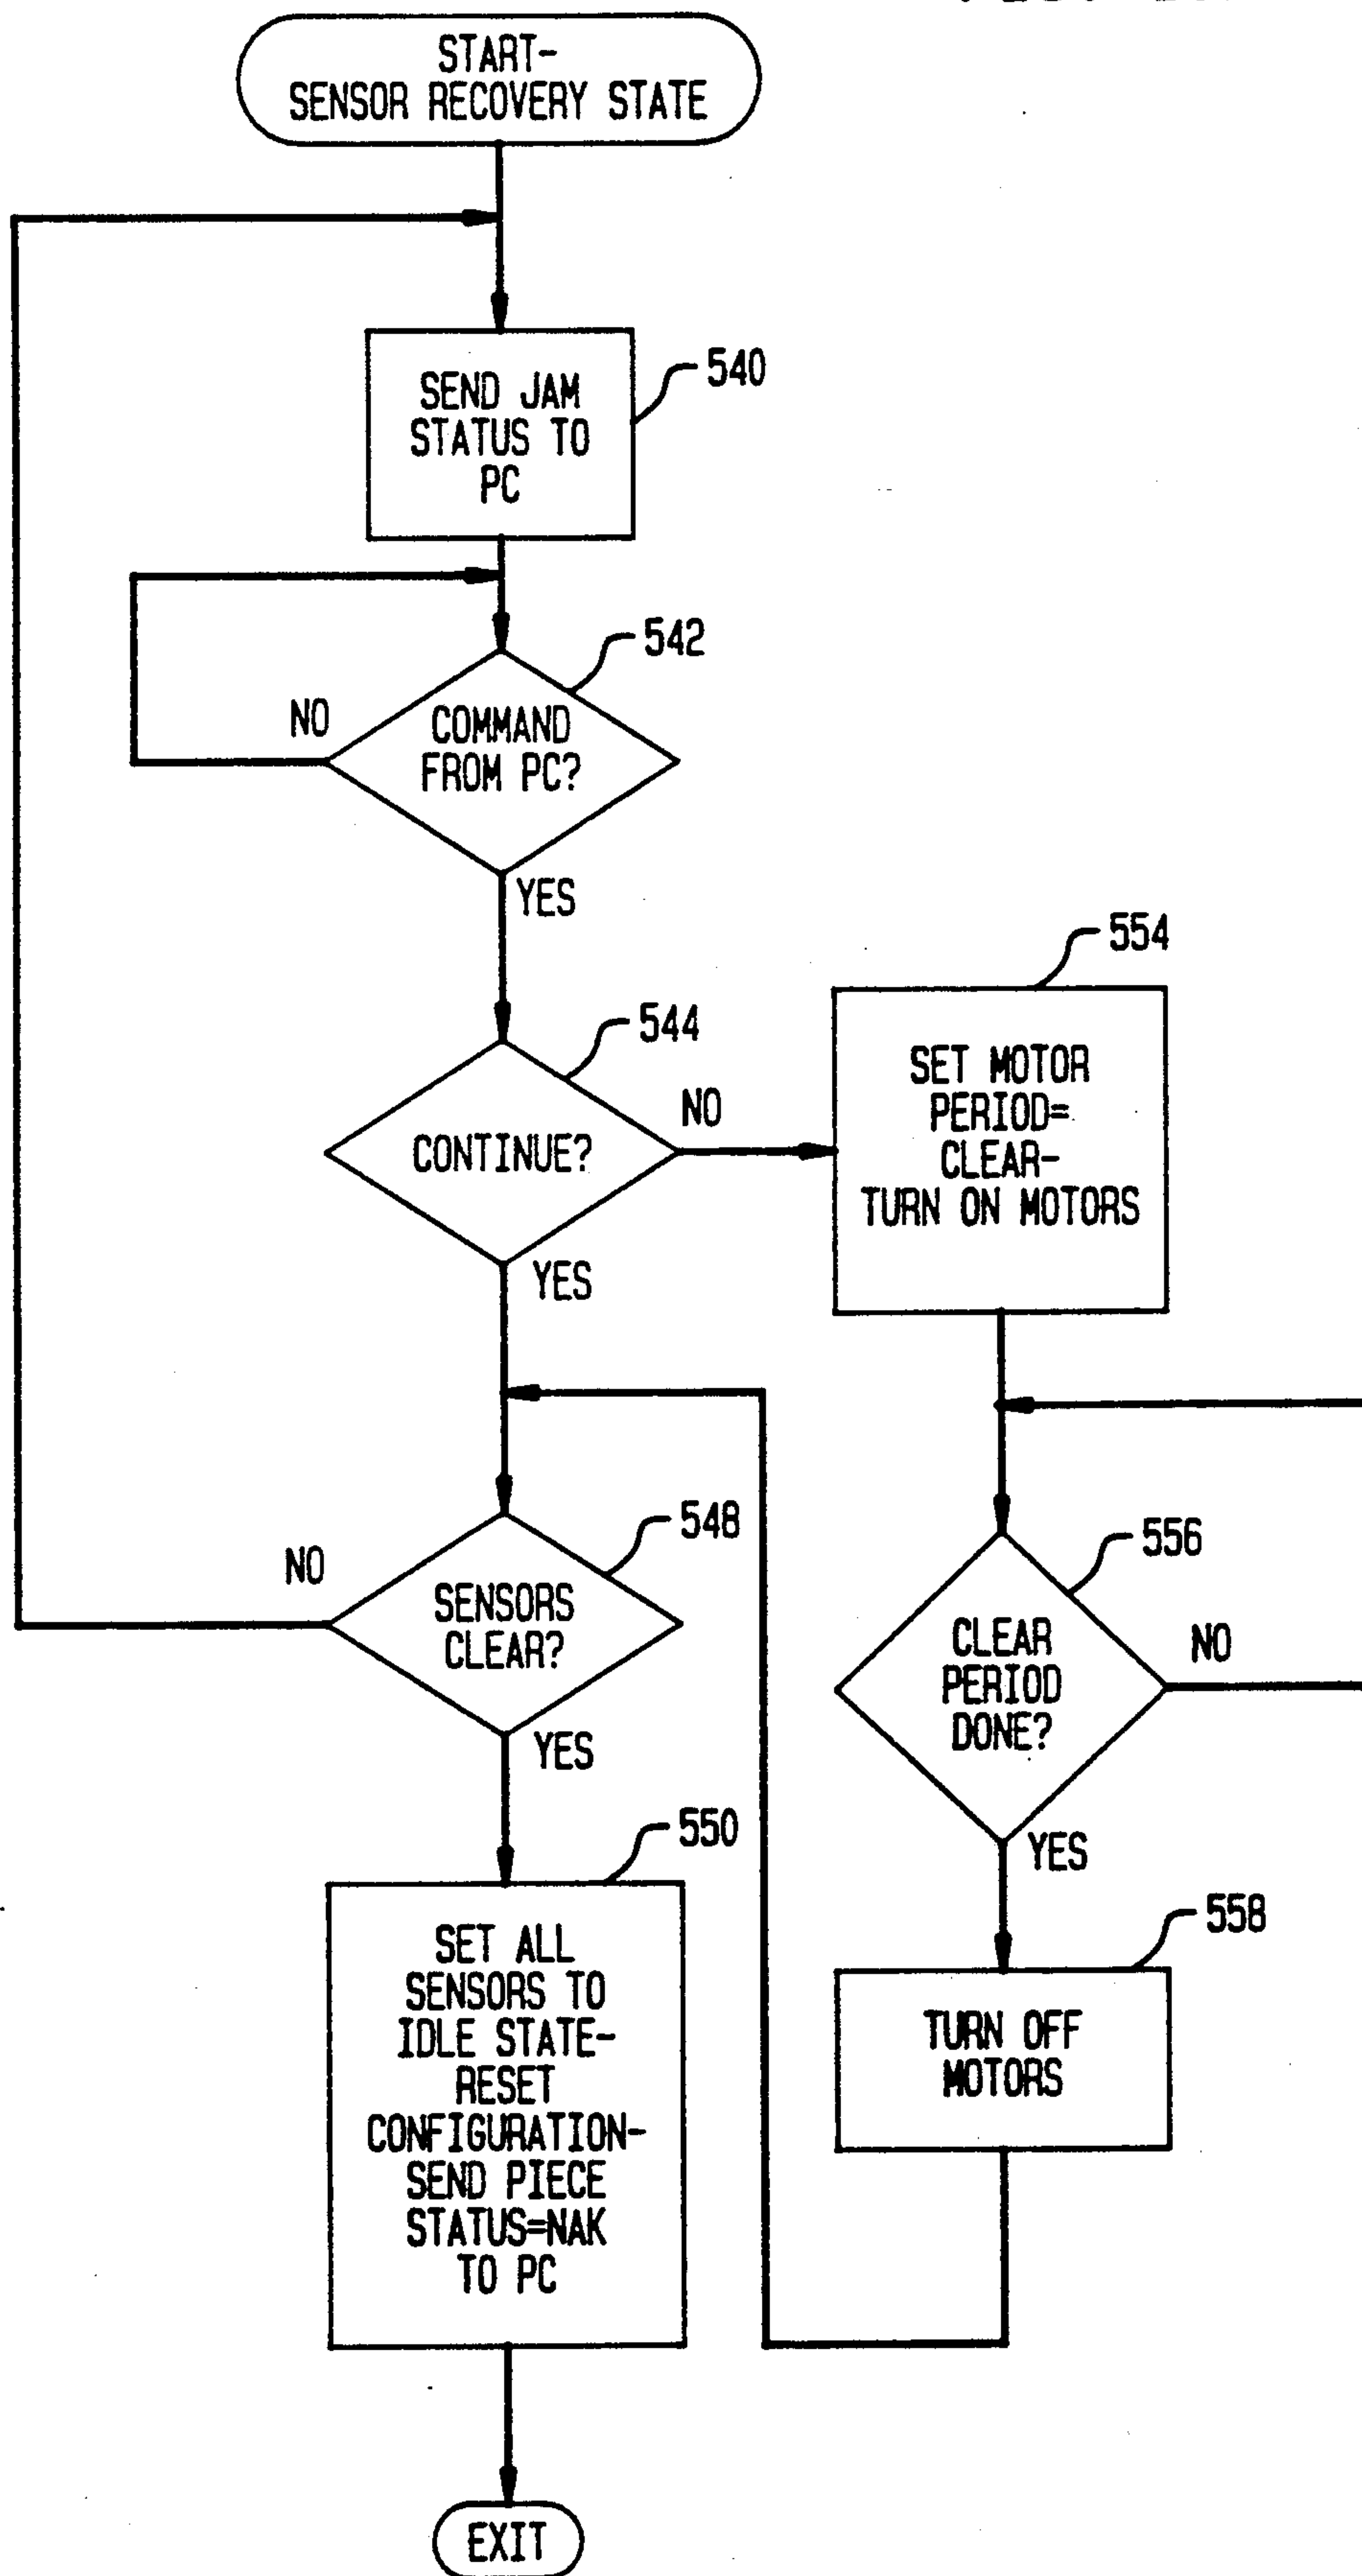 START-
SENSOR RECOVERY STATE
SEND JAM
STATUS TO
PC
540
542
NO
COMMAND
FROM PC?
YES
554
544
SET MOTOR
PERIOD=
CLEAR-
TURN ON MOTORS
NO
CONTINUE?
YES
548
556
NO
SENSORS
CLEAR?
CLEAR
PERIOD
DONE?
NO
YES
550
YES
558
SET ALL
SENSORS TO
IDLE STATE-
RESET
CONFIGURATION-
SEND PIECE
STATUS=NAK
TO PC
TURN OFF
MOTORS
EXIT